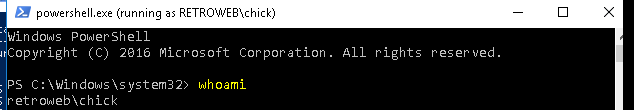 powershell.exe (running as RETROWEB\chick)
Windows PowerShell
Copyright (C) 2016 Microsoft Corporation. All rights reserved.
PS C:\Windows\system32> whoami
retroweb\chick